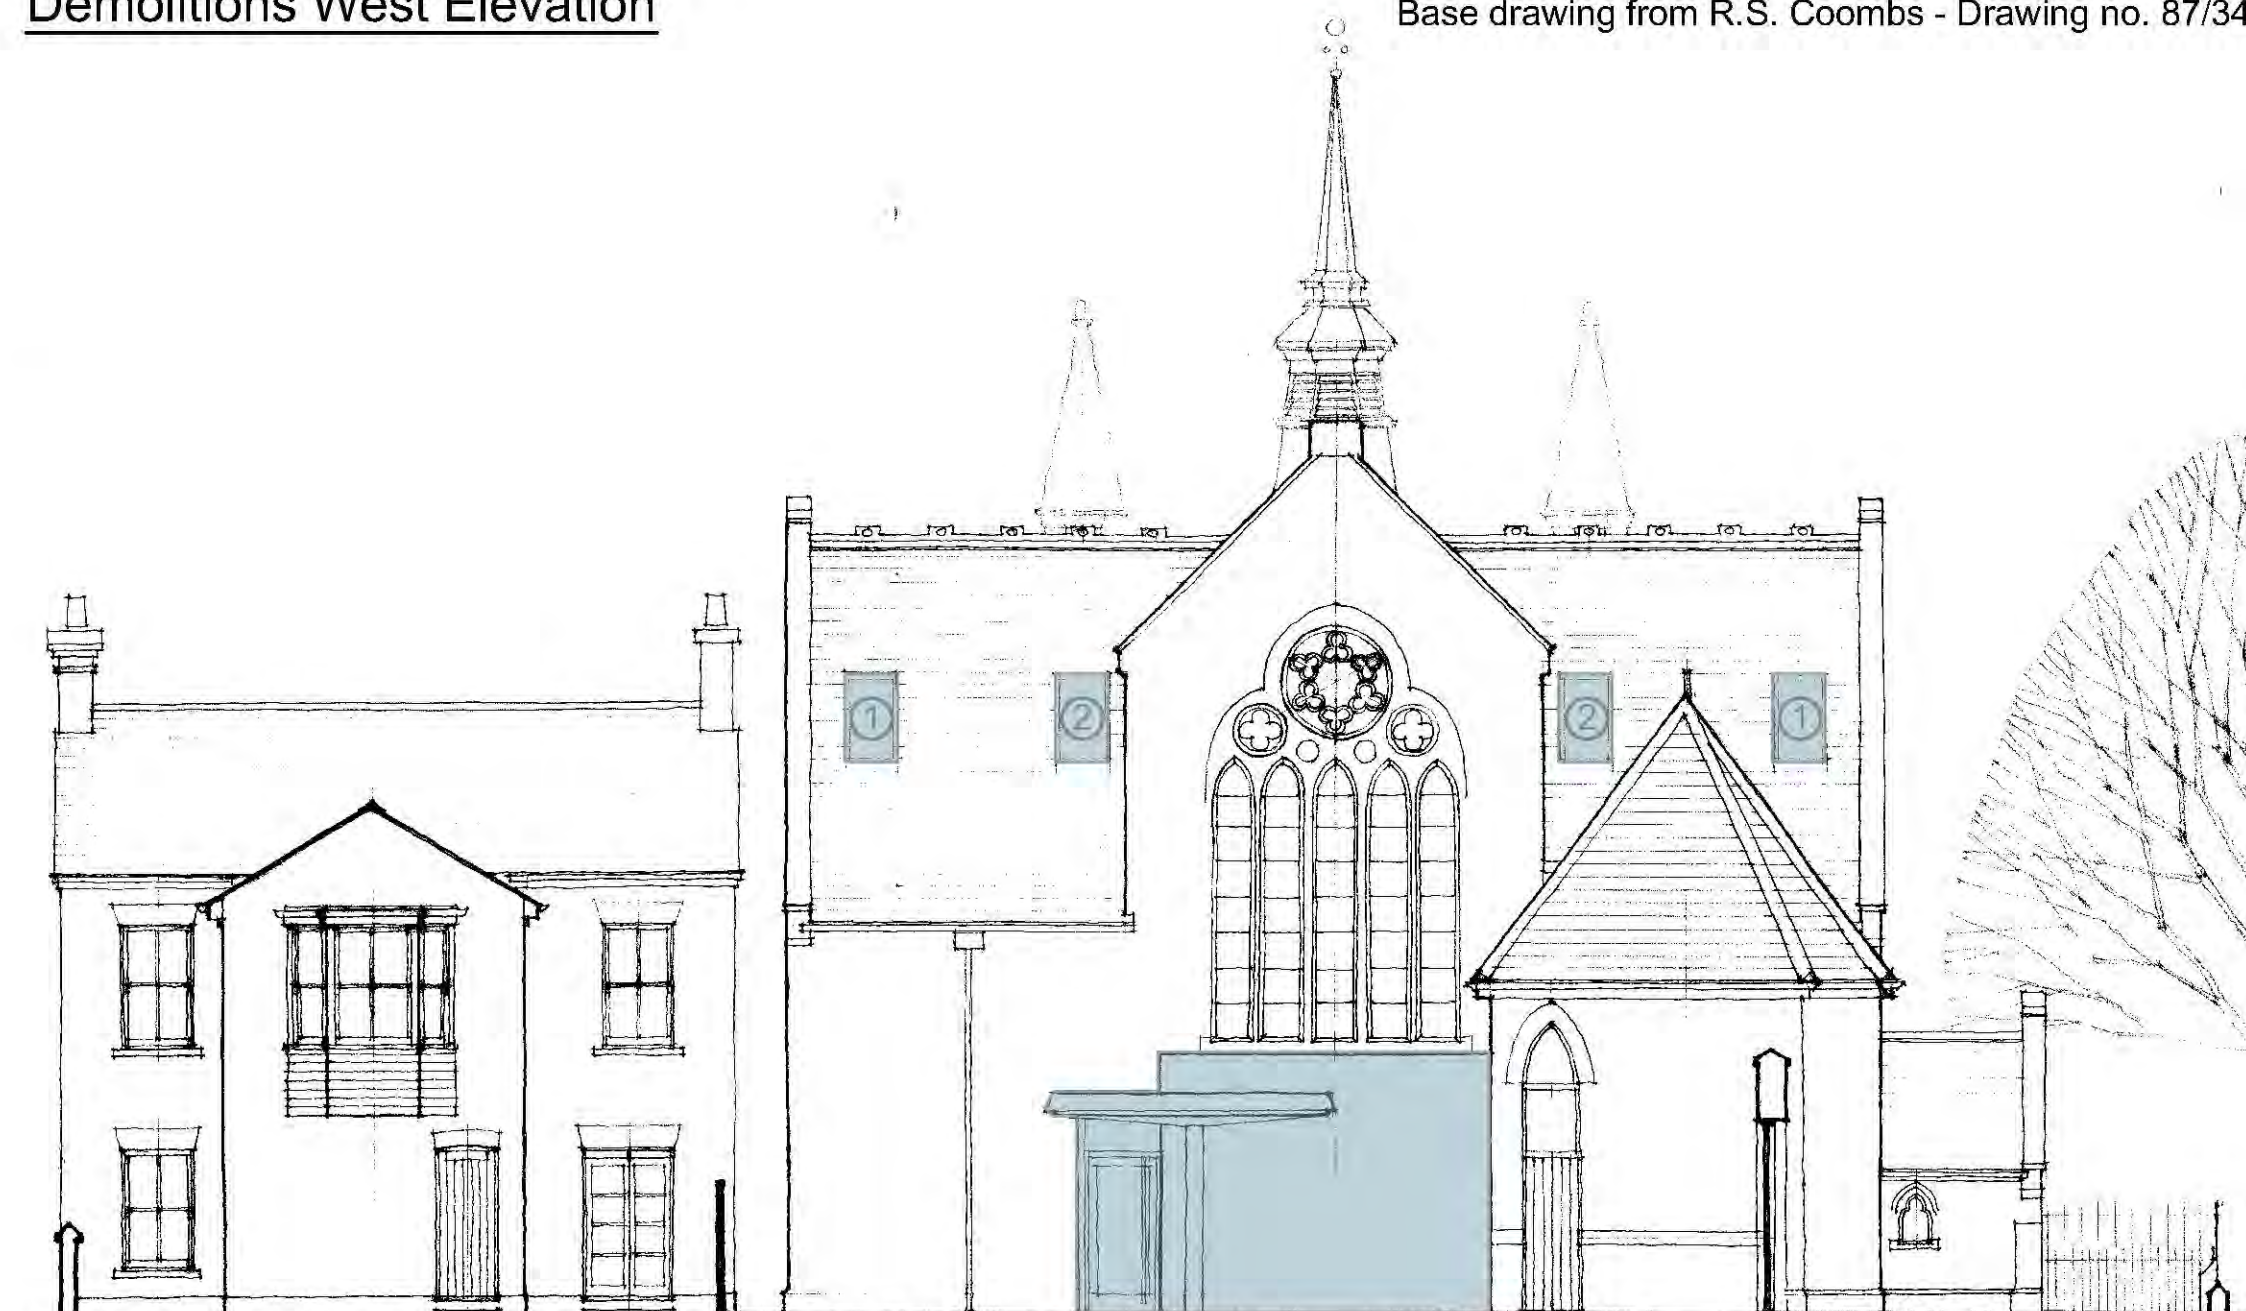 Demolitions West Elevation
Base drawing from R.S. Coombs - Drawing no. 87/34
1 2 2 1